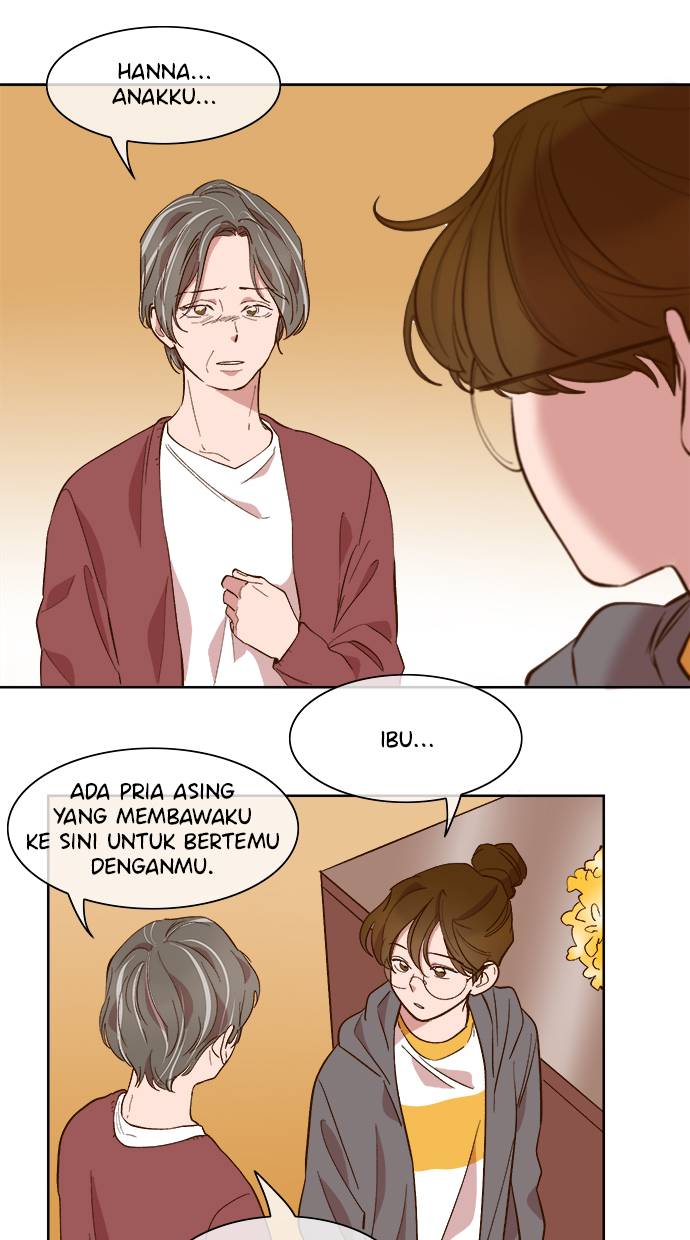 HANNA...
ANAKKU...
IBU...
ADA PRIA ASING
YANG MEMBAWAKU
KE SINI UNTUK BERTEMU
DENGANMU.